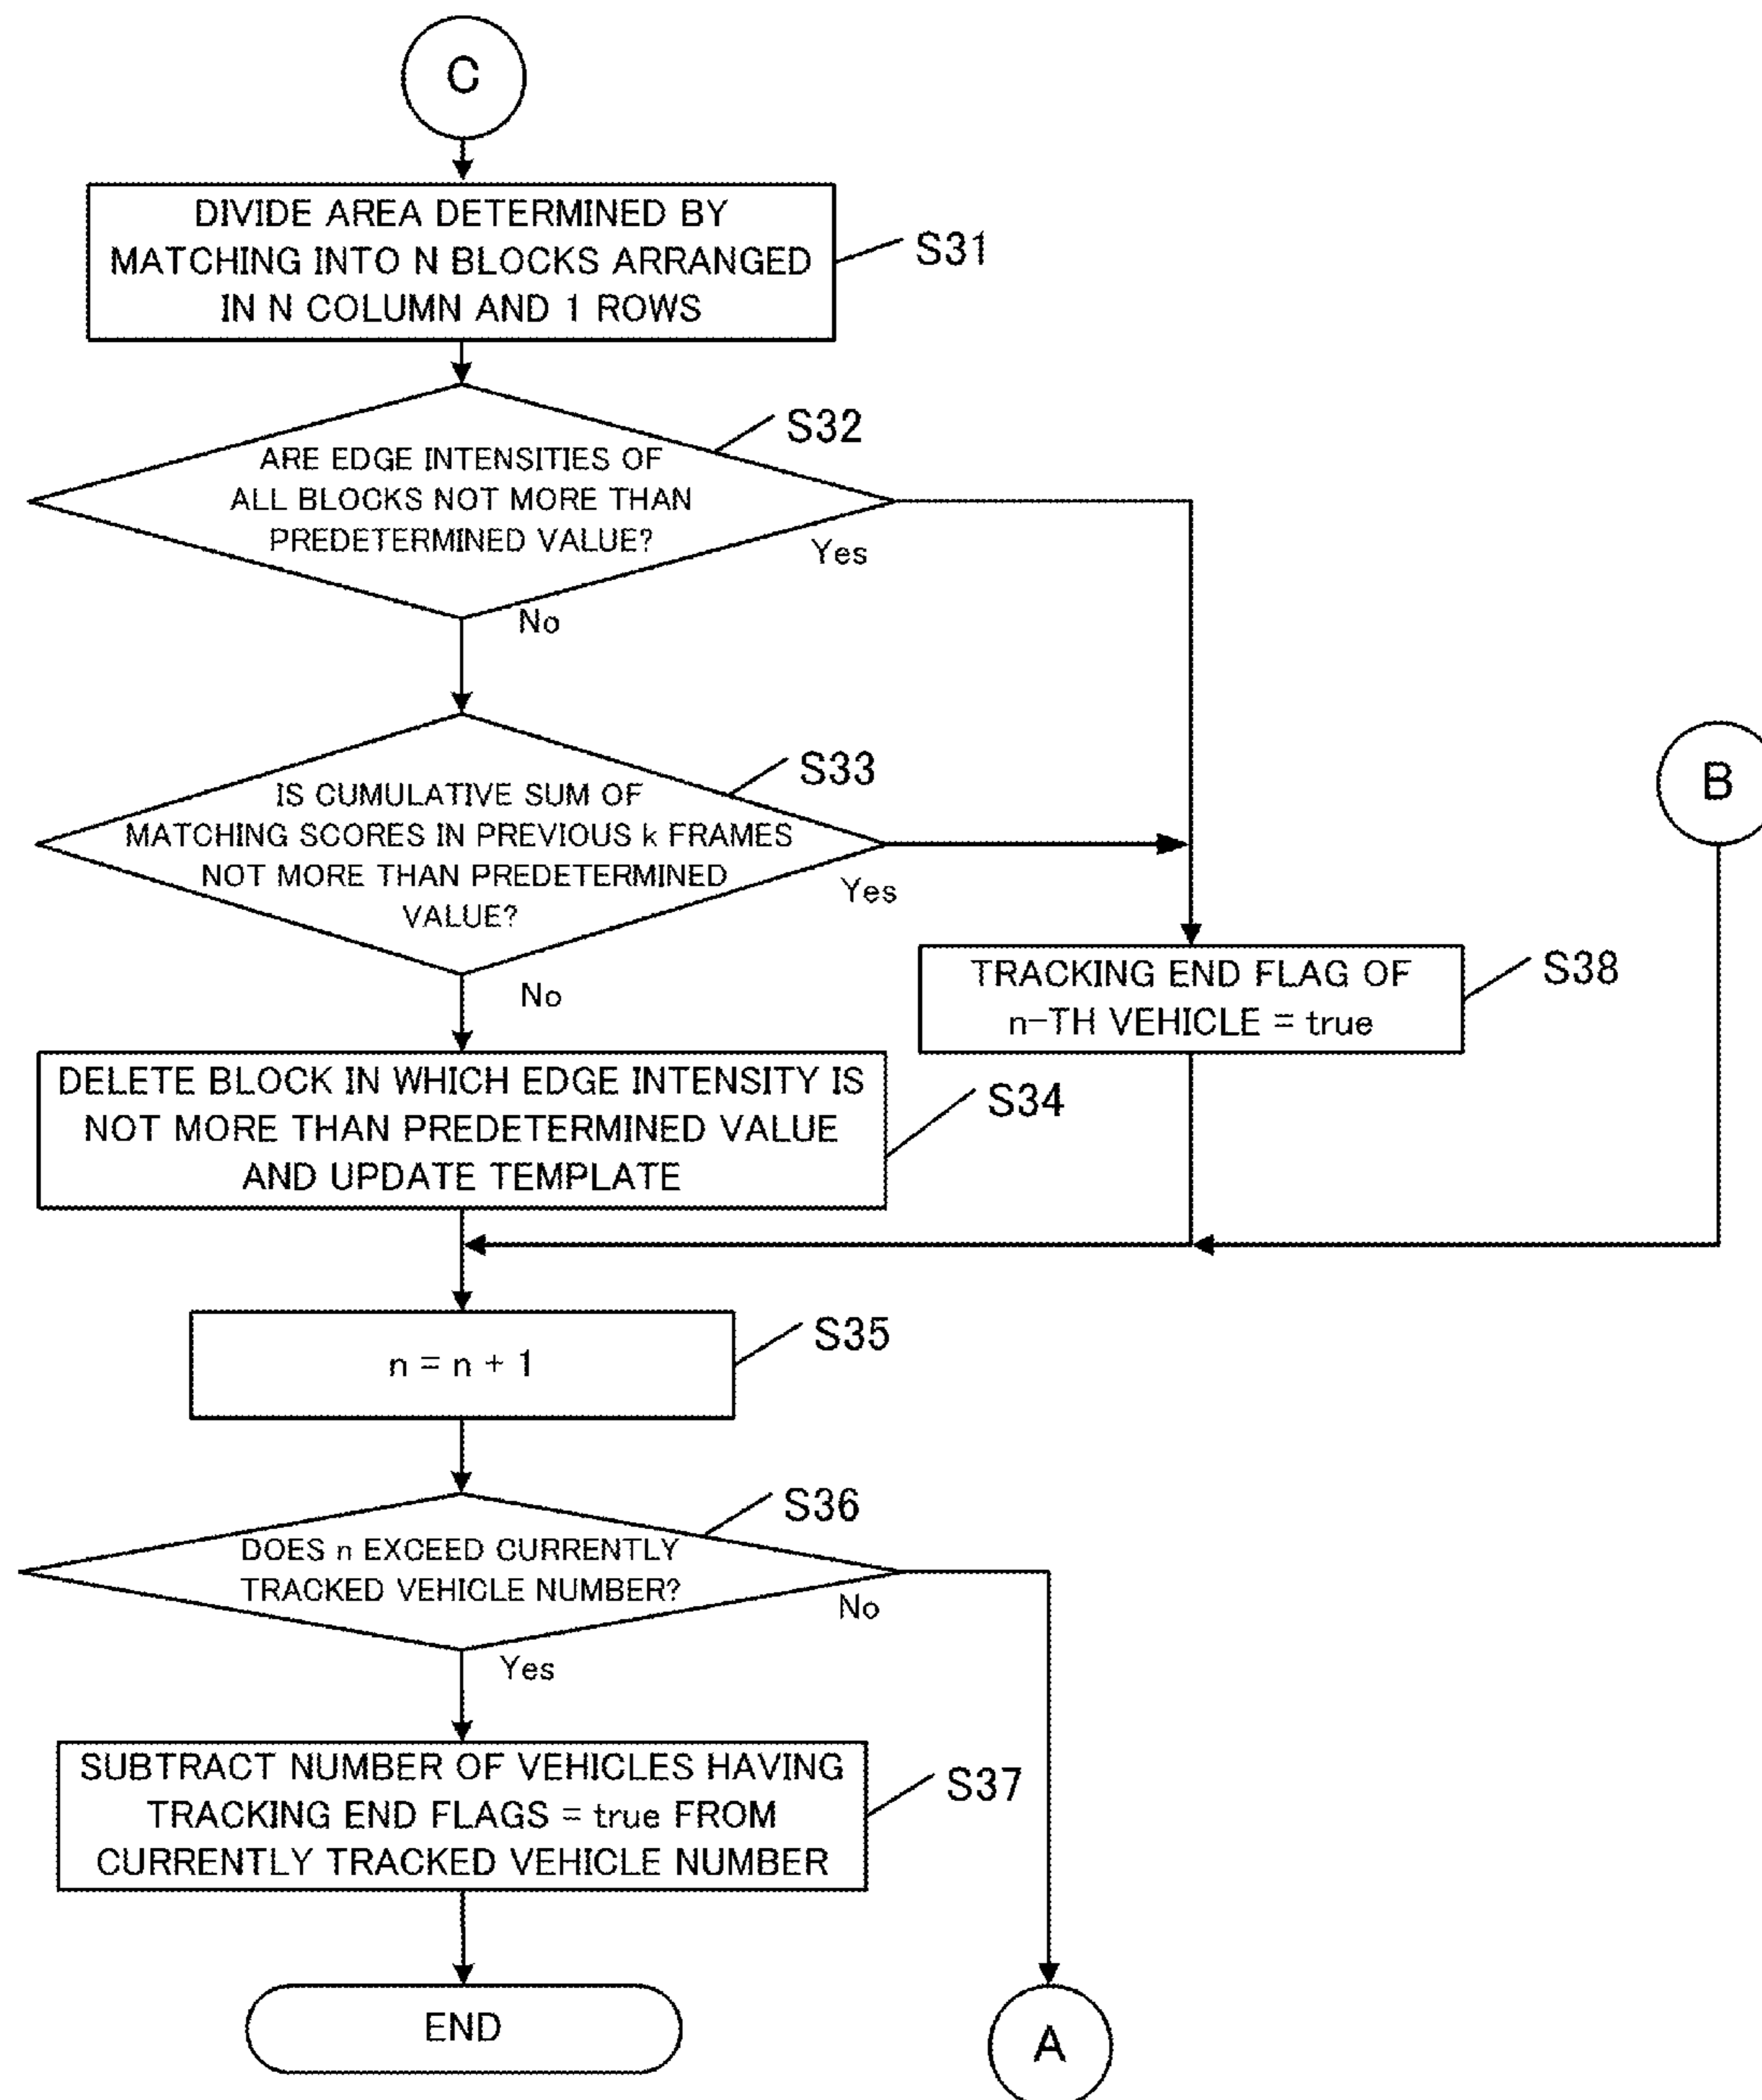 C
DIVIDE AREA DETERMINED BY
MATCHING INTO N BLOCKS ARRANGED
IN N COLUMN AND 1 ROWS
S31
S32
ARE EDGE INTENSITIES OF
ALL BLOCKS NOT MORE THAN
PREDETERMINED VALUE?
Yes
No
S33
IS CUMULATIVE SUM OF
MATCHING SCORES IN PREVIOUS k FRAMES
NOT MORE THAN PREDETERMINED
VALUE?
Yes
No
B
TRACKING END FLAG OF
n-TH VEHICLE = true
S38
DELETE BLOCK IN WHICH EDGE INTENSITY IS
NOT MORE THAN PREDETERMINED VALUE
AND UPDATE TEMPLATE
S34
n = n + 1
S35
S36
DOES n EXCEED CURRENTLY
TRACKED VEHICLE NUMBER?
No
Yes
SUBTRACT NUMBER OF VEHICLES HAVING
TRACKING END FLAGS = true FROM
CURRENTLY TRACKED VEHICLE NUMBER
S37
END
A